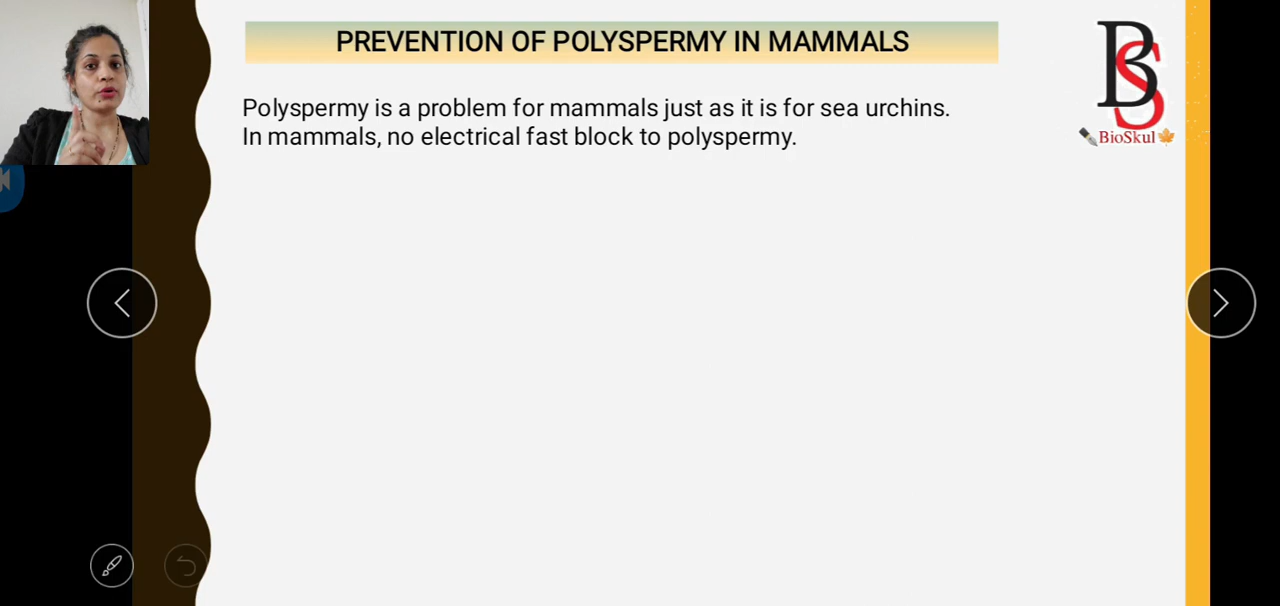 PREVENTION OF POLYSPERMY IN MAMMALS
Polyspermy is a problem for mammals just as it is for sea urchins.
In mammals, no electrical fast block to polyspermy.
BS
BioSkul